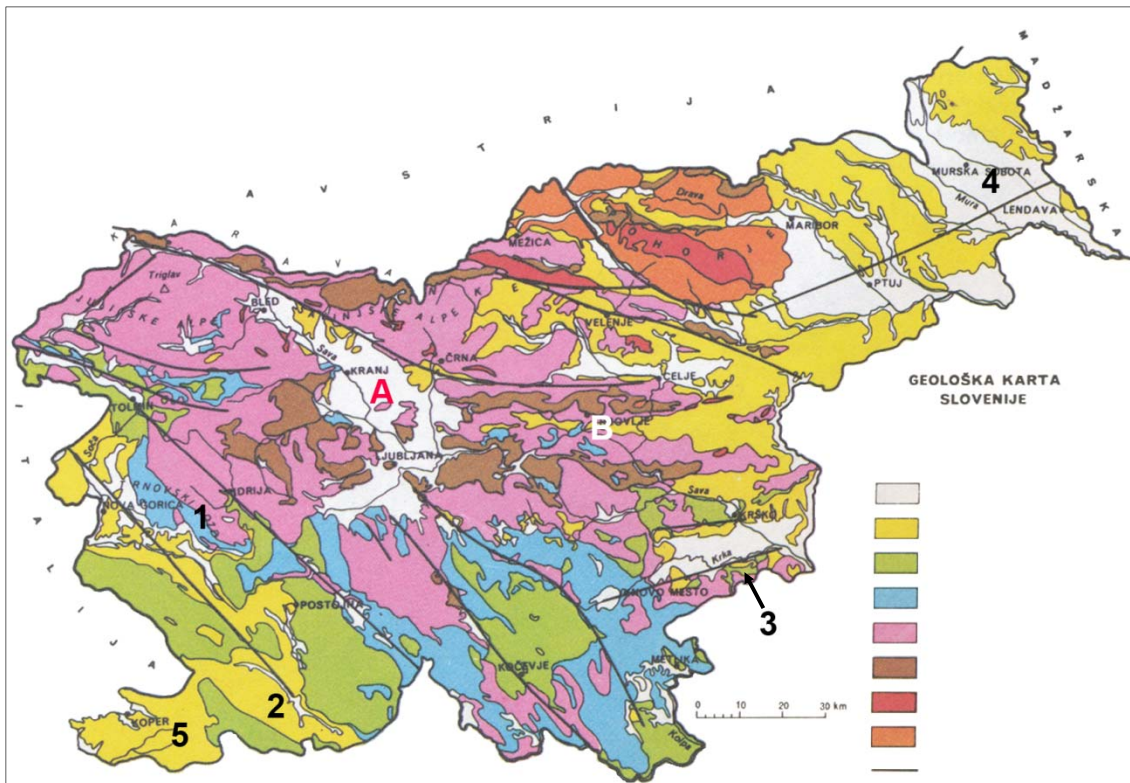 MADŽARSKA
AVSTRIJA
KARAVANKE
ITALIJA
MURSKA SOBOTA
4
Mura
LENDAVA
Drava
MARIBOR
POHORJE
MEŽICA
PTUJ
Triglav
JULIJSKE ALPE
BLED
ALPE
VELENJE
ČRNA
Sava
KRANJ
A
CELJE
GEOLOŠKA KARTA
SLOVENIJE
B
TOLMIN
LJUBLJANA
Soča
IDRIJA
NOVA GORICA
1
Sava
KRŠKO
Krka
NOVO MESTO
3
POSTOJNA
KOČEVJE
METLIKA
0 10 20 30 km
KOPER
5
2
Kolpa